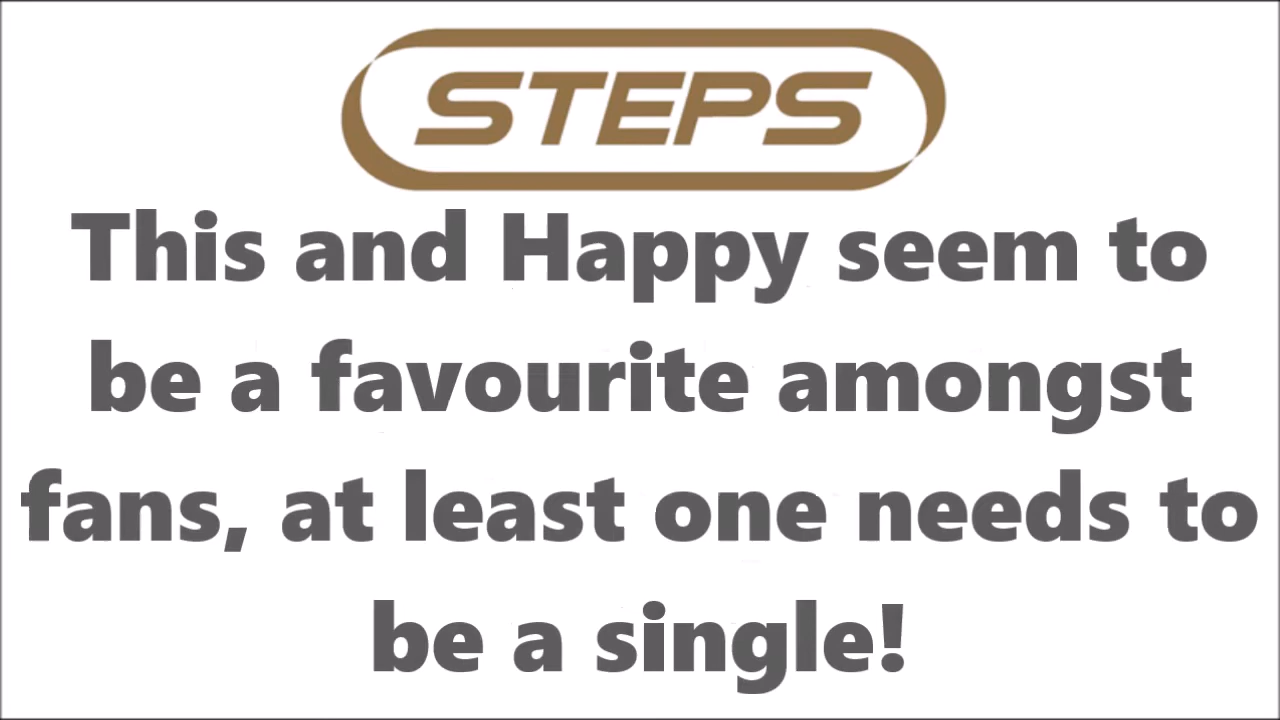 STEPS
This and Happy seem to
be a favourite amongst
fans, at least one needs to
be a single!